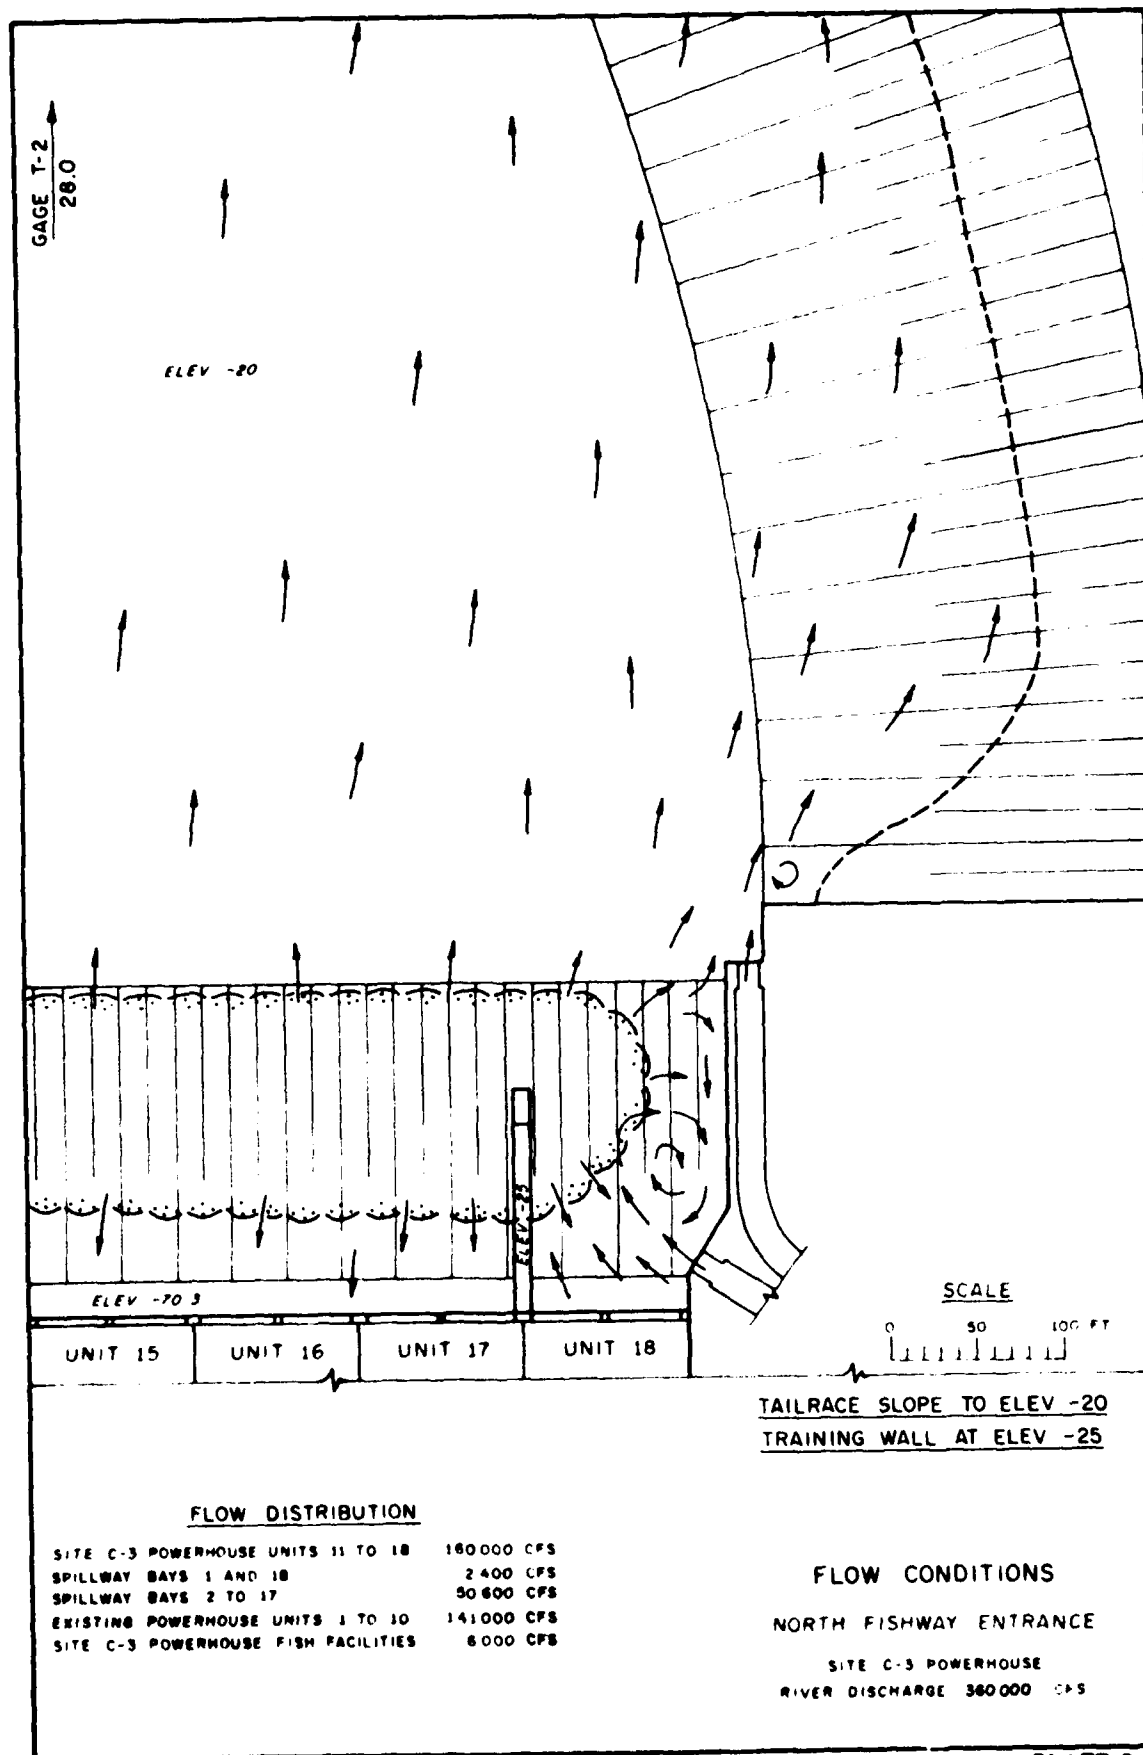 GAGE T-2
28.0
ELEV -20
ELEV -25
ELEV -70.3
UNIT 15 UNIT 16 UNIT 17 UNIT 18
SCALE
0 50 100 FT
TAILRACE SLOPE TO ELEV -20
TRAINING WALL AT ELEV -25
FLOW DISTRIBUTION
SITE C-3 POWERHOUSE UNITS 11 TO 18 160 000 CFS
SPILLWAY BAYS 1 AND 18 2 400 CFS
SPILLWAY BAYS 2 TO 17 50 600 CFS
EXISTING POWERHOUSE UNITS 1 TO 10 141 000 CFS
SITE C-3 POWERHOUSE FISH FACILITIES 6 000 CFS
FLOW CONDITIONS
NORTH FISHWAY ENTRANCE
SITE C-3 POWERHOUSE
RIVER DISCHARGE 360 000 CFS